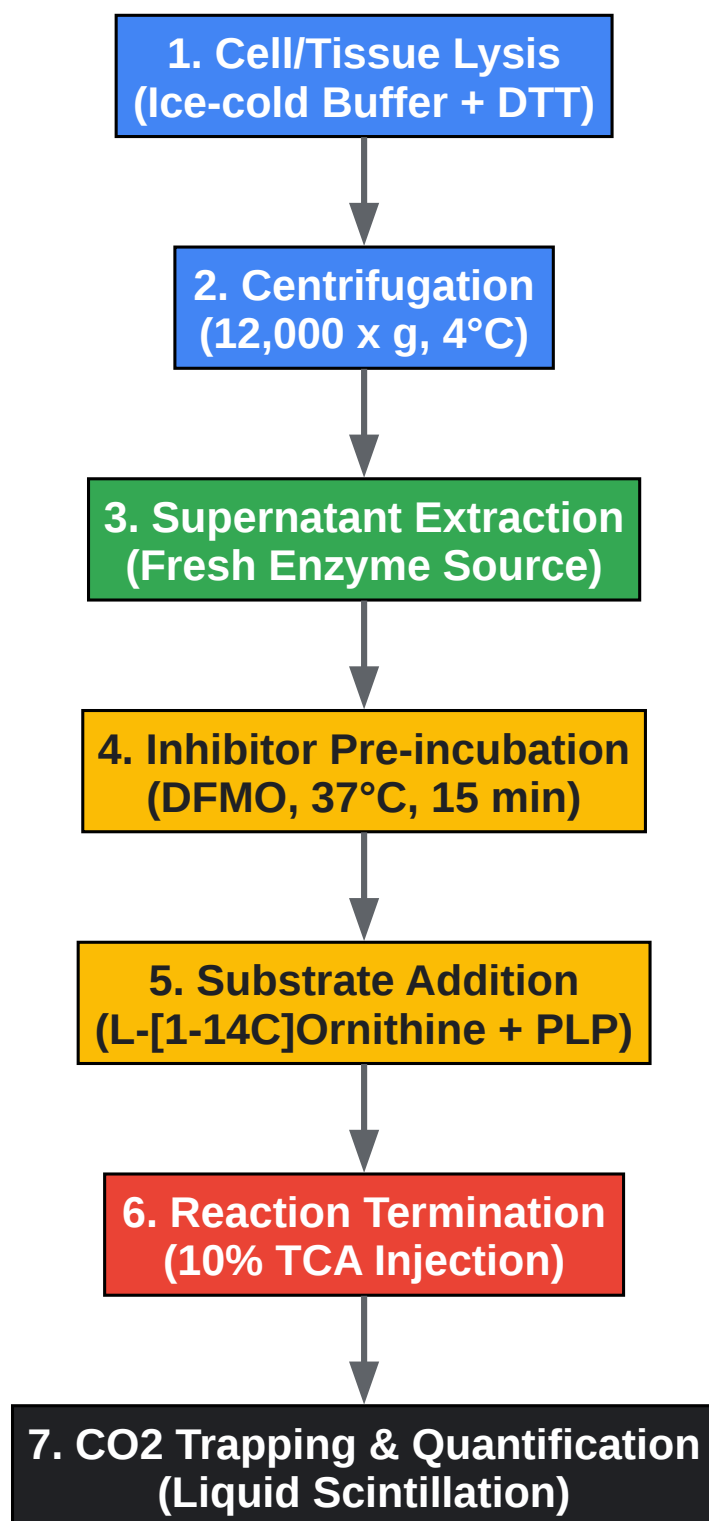 1. Cell/Tissue Lysis
(Ice-cold Buffer + DTT)
2. Centrifugation
(12,000 x g, 4°C)
3. Supernatant Extraction
(Fresh Enzyme Source)
4. Inhibitor Pre-incubation
(DFMO, 37°C, 15 min)
5. Substrate Addition
(L-[1-14C]Ornithine + PLP)
6. Reaction Termination
(10% TCA Injection)
7. CO2 Trapping & Quantification
(Liquid Scintillation)